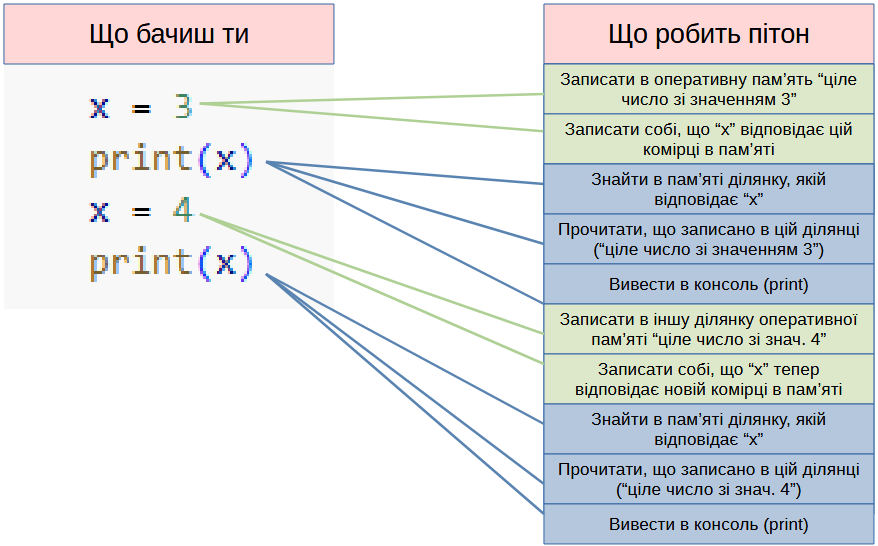 Що бачиш ти
x = 3
print(x)
x = 4
print(x)
Що робить пітон
Записати в оперативну пам’ять “ціле
число зі значенням 3”
Записати собі, що “x” відповідає цій
комірці в пам’яті
Знайти в пам’яті ділянку, якій
відповідає “x”
Прочитати, що записано в цій ділянці
(“ціле число зі значенням 3”)
Вивести в консоль (print)
Записати в іншу ділянку оперативної
пам’яті “ціле число зі знач. 4”
Записати собі, що “x” тепер
відповідає новій комірці в пам’яті
Знайти в пам’яті ділянку, якій
відповідає “x”
Прочитати, що записано в цій ділянці
(“ціле число зі знач. 4”)
Вивести в консоль (print)